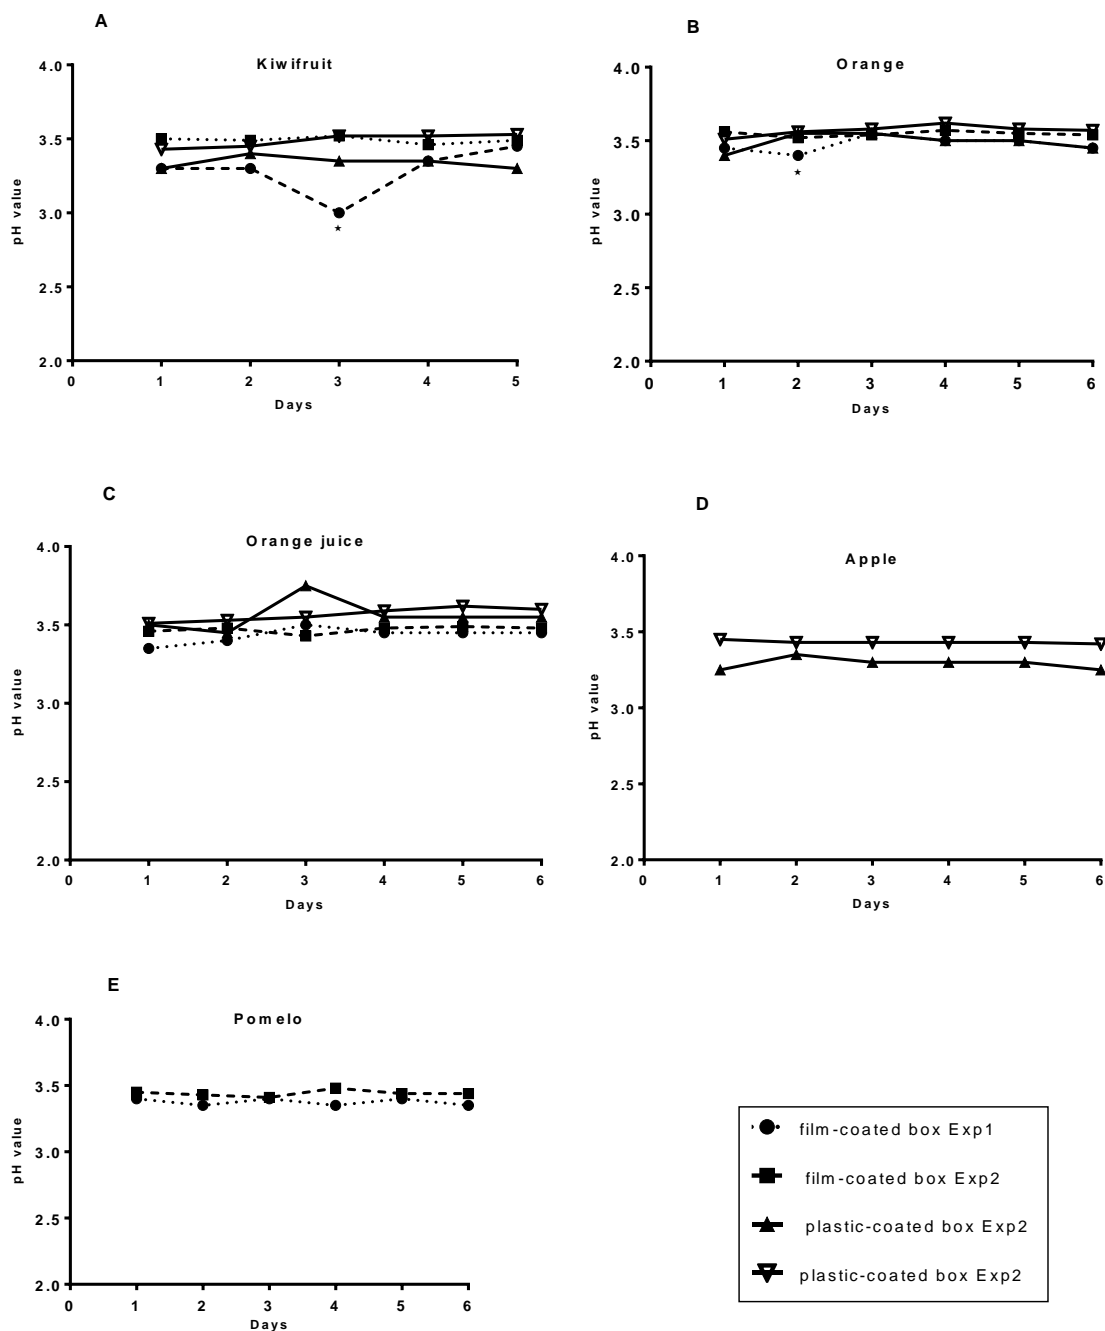 A
Kiwifruit
4.0
3.5
3.0
2.5
2.0
pH value
0 1 2 3 4 5
Days
*
B
Orange
4.0
3.5
3.0
2.5
2.0
pH value
0 1 2 3 4 5 6
Days
*
C
Orange juice
4.0
3.5
3.0
2.5
2.0
pH value
0 1 2 3 4 5 6
Days
D
Apple
4.0
3.5
3.0
2.5
2.0
pH value
0 1 2 3 4 5 6
Days
E
Pomelo
4.0
3.5
3.0
2.5
2.0
pH value
0 1 2 3 4 5 6
Days
film-coated box Exp1
film-coated box Exp2
plastic-coated box Exp2
plastic-coated box Exp2